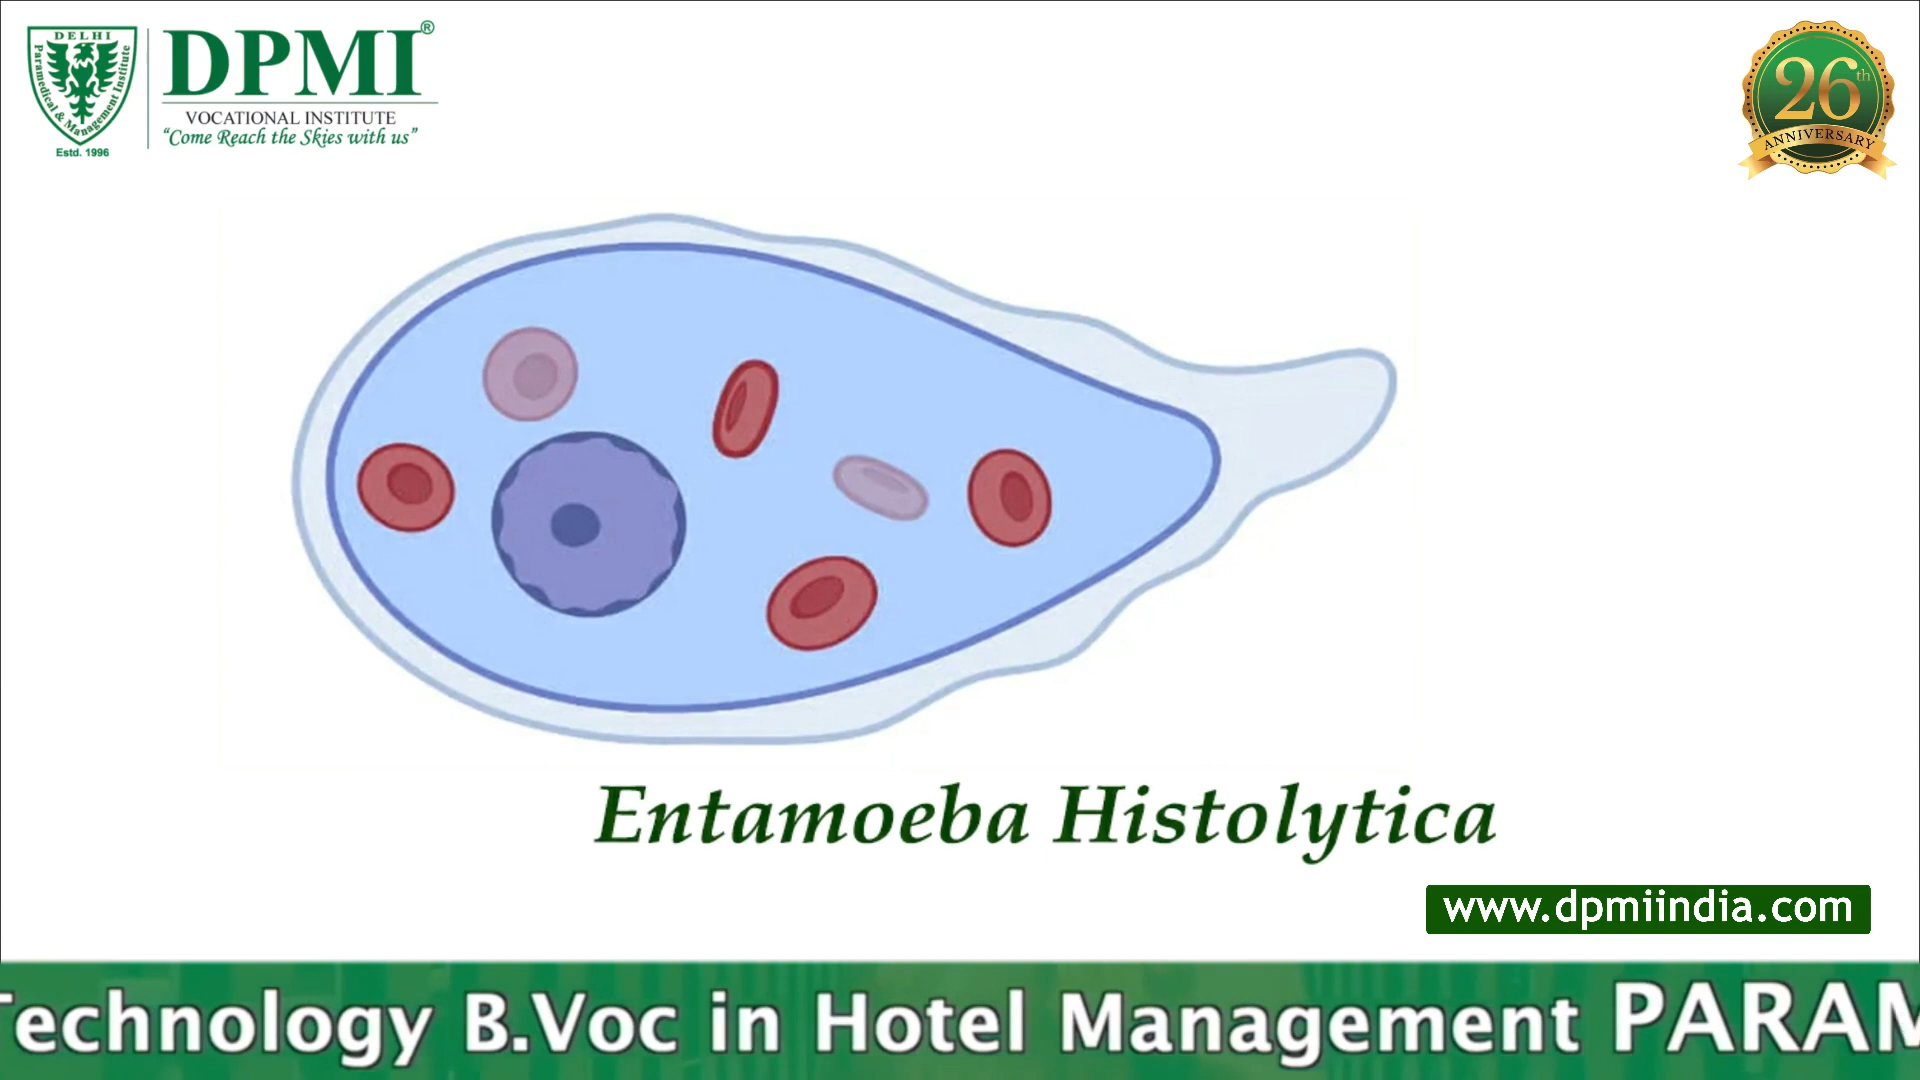 DELHI
Paramedical & Management Institute
Estd. 1996
DPMI®
VOCATIONAL INSTITUTE
“Come Reach the Skies with us”
26th
ANNIVERSARY
Entamoeba Histolytica
www.dpmiindia.com
Technology B.Voc in Hotel Management PARAM